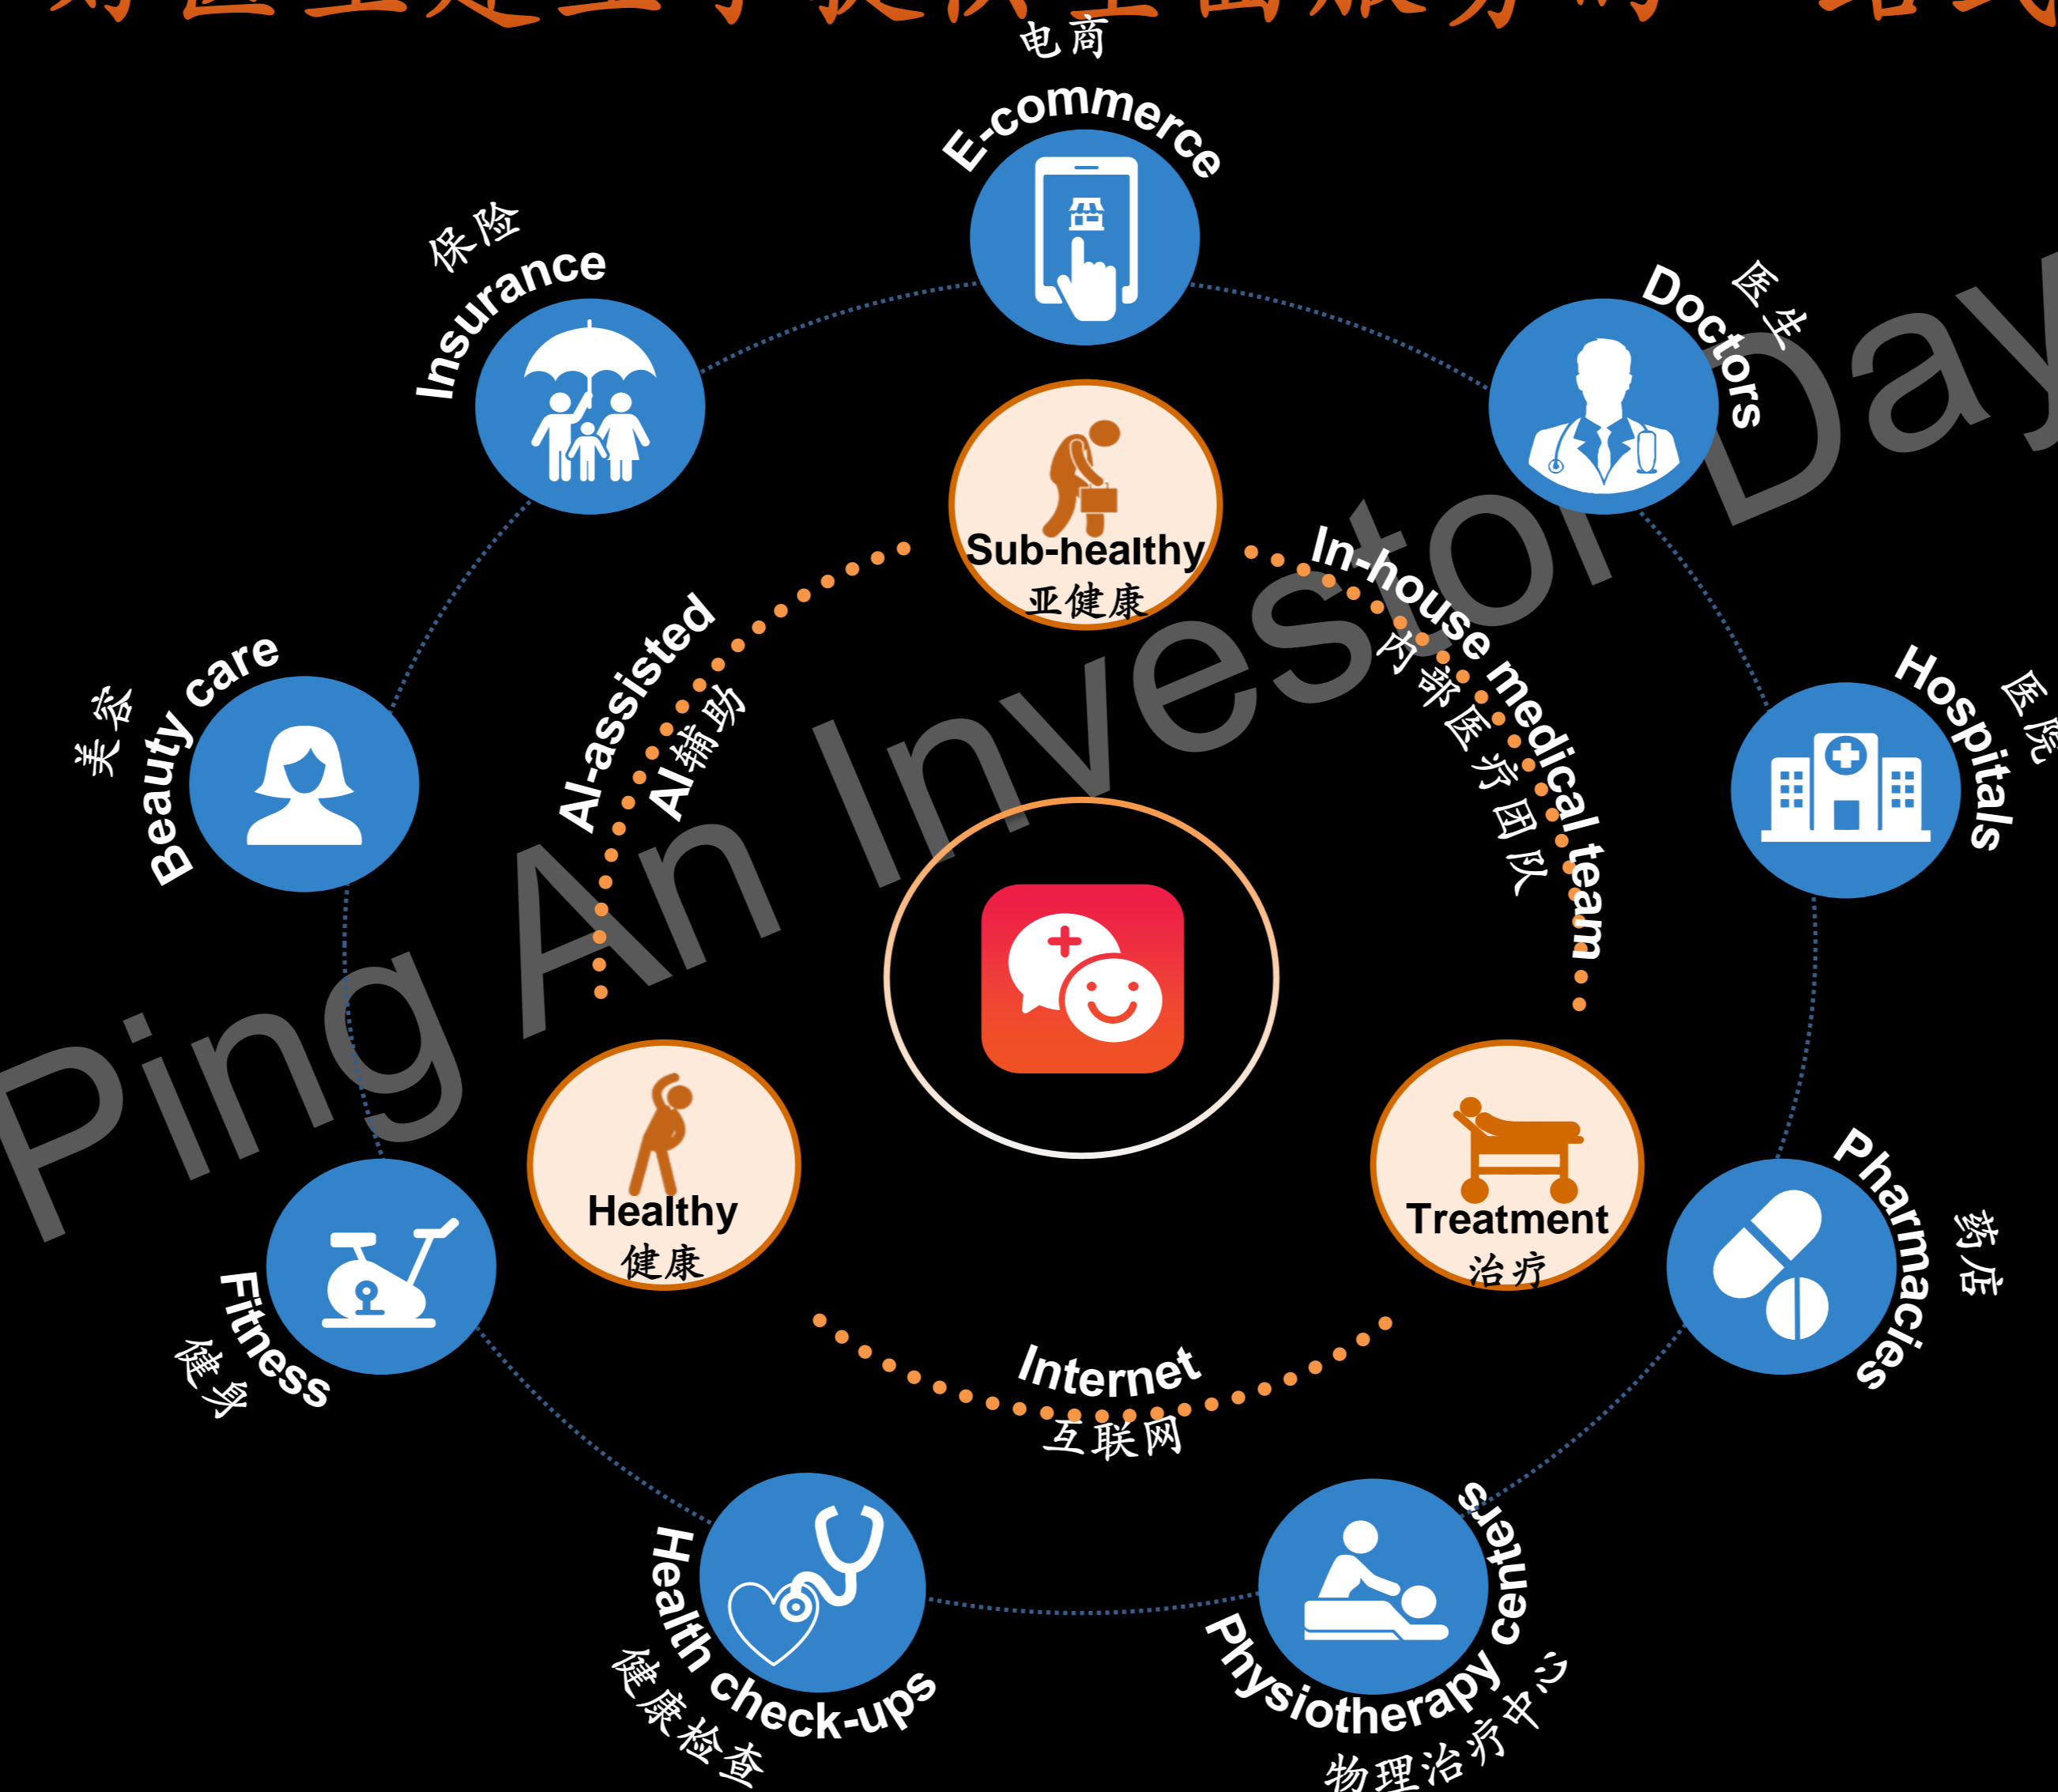 电商
E-commerce
保险
Insurance
医生
Doctors
Sub-healthy
亚健康
In-house medical team
内部医疗团队
AI-assisted
AI辅助
美容
Beauty care
Hospitals
医院
Ping An Investor Day
Healthy
健康
Treatment
治疗
Pharmacies
药店
Fitness
健身
Internet
互联网
Health check-ups
健康检查
Physiotherapy centers
物理治疗中心